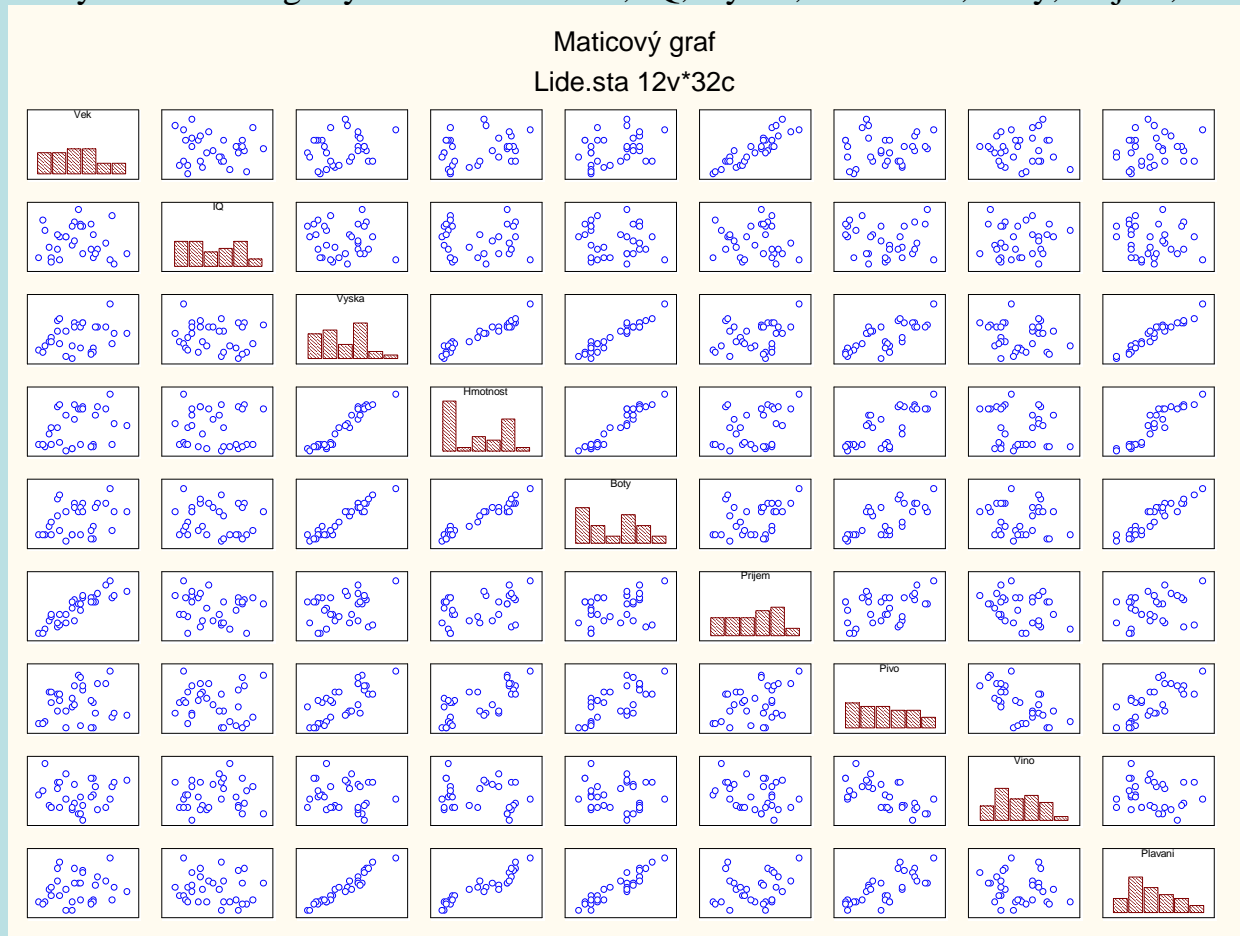 Maticový graf
Lide.sta 12v*32c
Vek
IQ
Vyska
Hmotnost
Boty
Prijem
Pivo
Vino
Plavani